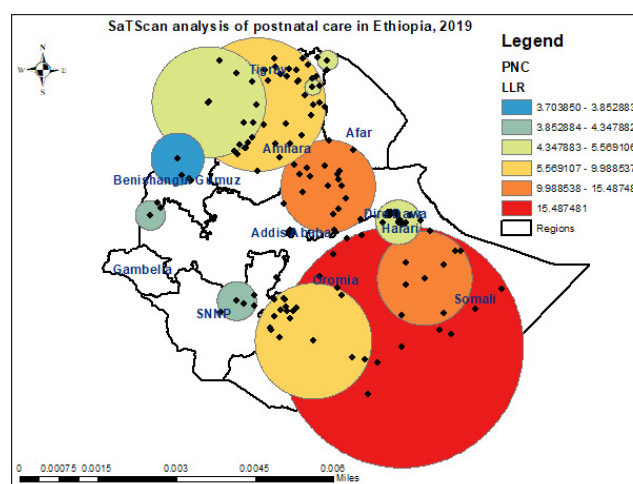 SaTScan analysis of postnatal care in Ethiopia, 2019
N
W E
S
Legend
PNC
LLR
3.703850 - 3.852883
3.852884 - 4.347882
4.347883 - 5.569106
5.569107 - 9.988537
9.988538 - 15.48748
15.487481
Regions
Tigray
Afar
Amhara
Benishangul Gumuz
Dire Dawa
Harari
Addis Ababa
Gambella
Oromia
Somali
SNNP
0 0.00075 0.0015 0.003 0.0045 0.006
Miles